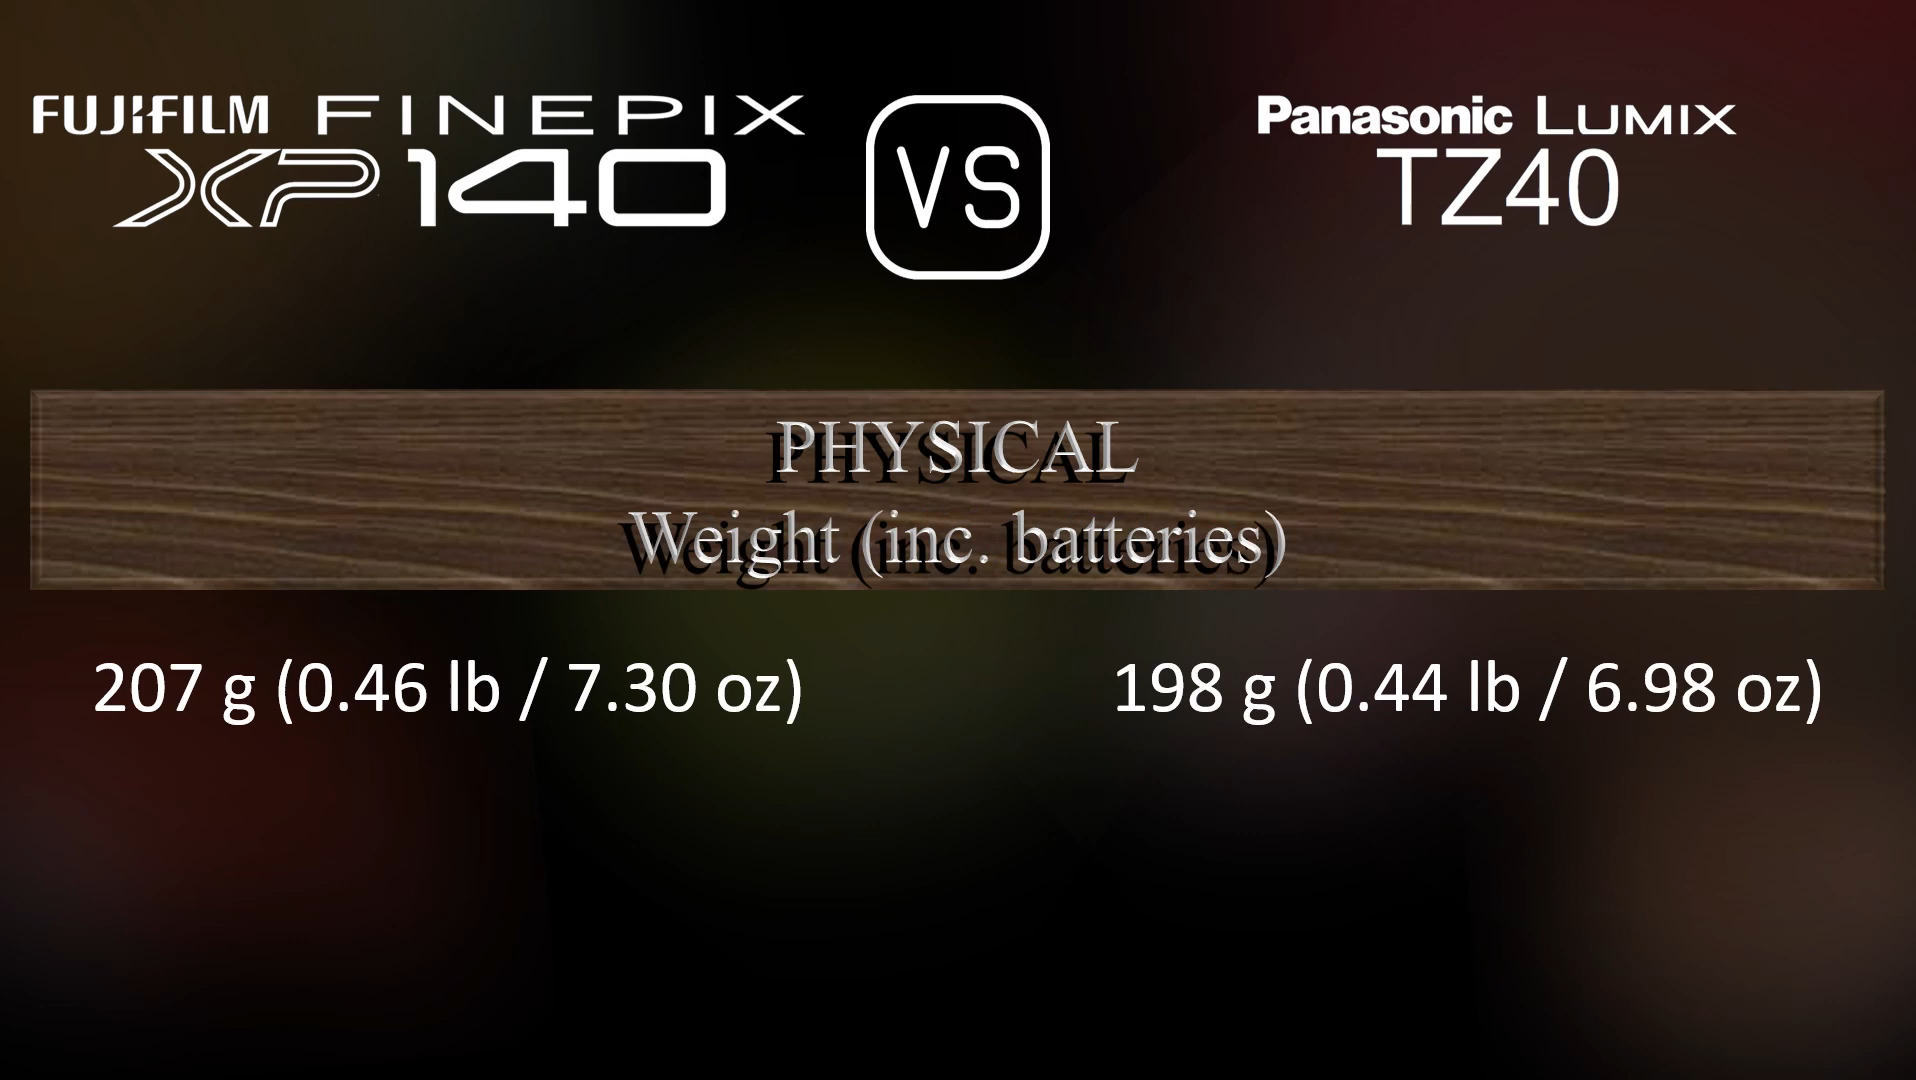 FUJIFILM FINEPIX
XP140
VS
Panasonic LUMIX
TZ40
PHYSICAL
Weight (inc. batteries)
207 g (0.46 lb / 7.30 oz)
198 g (0.44 lb / 6.98 oz)